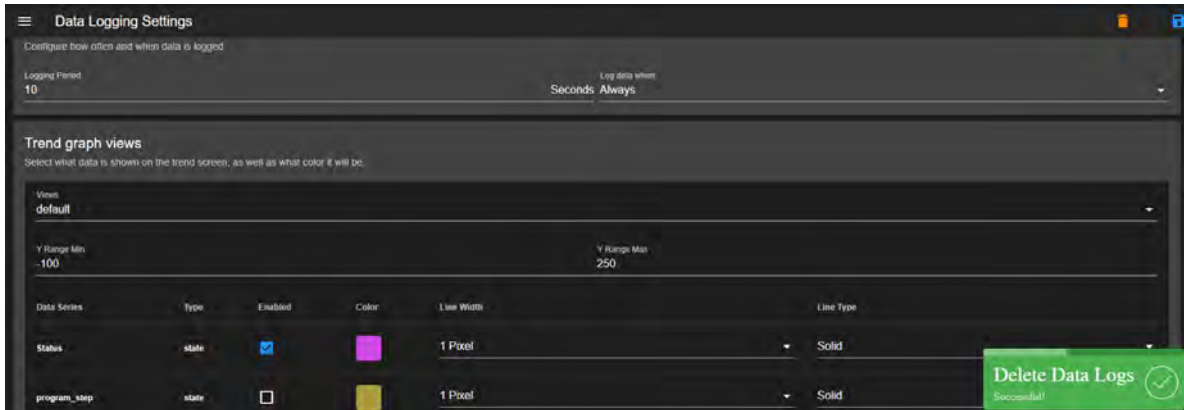 Data Logging Settings
Configure how often and when data is logged
Logging Period
10
Seconds
Log data when
Always
Trend graph views
Select what data is shown on the trend screen, as well as what color it will be.
Views
default
Y Range Min
-100
Y Range Max
250
Data Series Type Enabled Color Line Width Line Type
Status state 1 Pixel Solid
program_step state 1 Pixel Solid
Delete Data Logs
Successful!